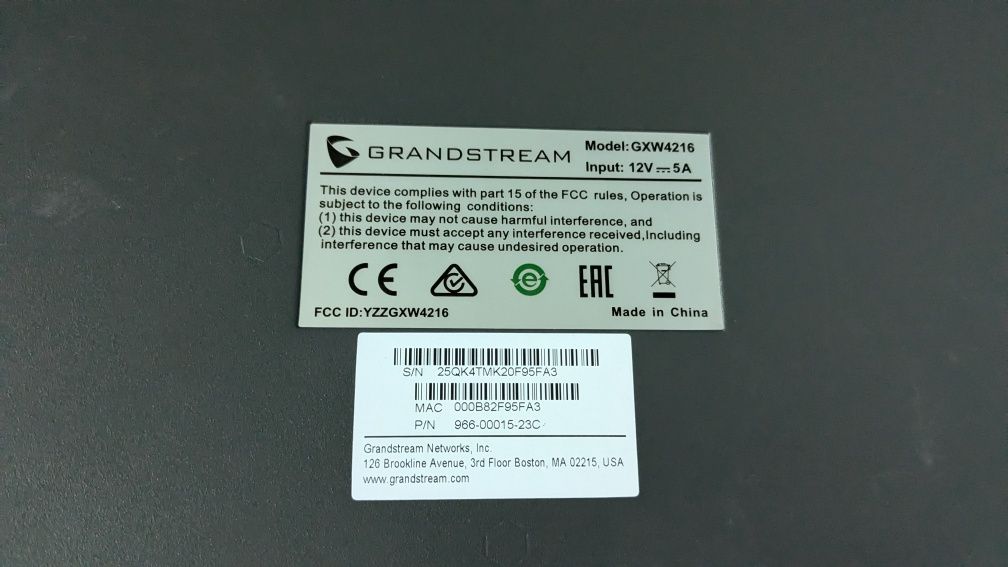 GRANDSTREAM
Model:GXW4216
Input: 12V⎓5A
This device complies with part 15 of the FCC rules, Operation is
subject to the following conditions:
(1) this device may not cause harmful interference, and
(2) this device must accept any interference received,Including
interference that may cause undesired operation.
CE
e
EAC
FCC ID:YZZGXW4216
Made in China
S/N 25QK4TMK20F95FA3
MAC 000B82F95FA3
P/N 966-00015-23C
Grandstream Networks, Inc.
126 Brookline Avenue, 3rd Floor Boston, MA 02215, USA
www.grandstream.com